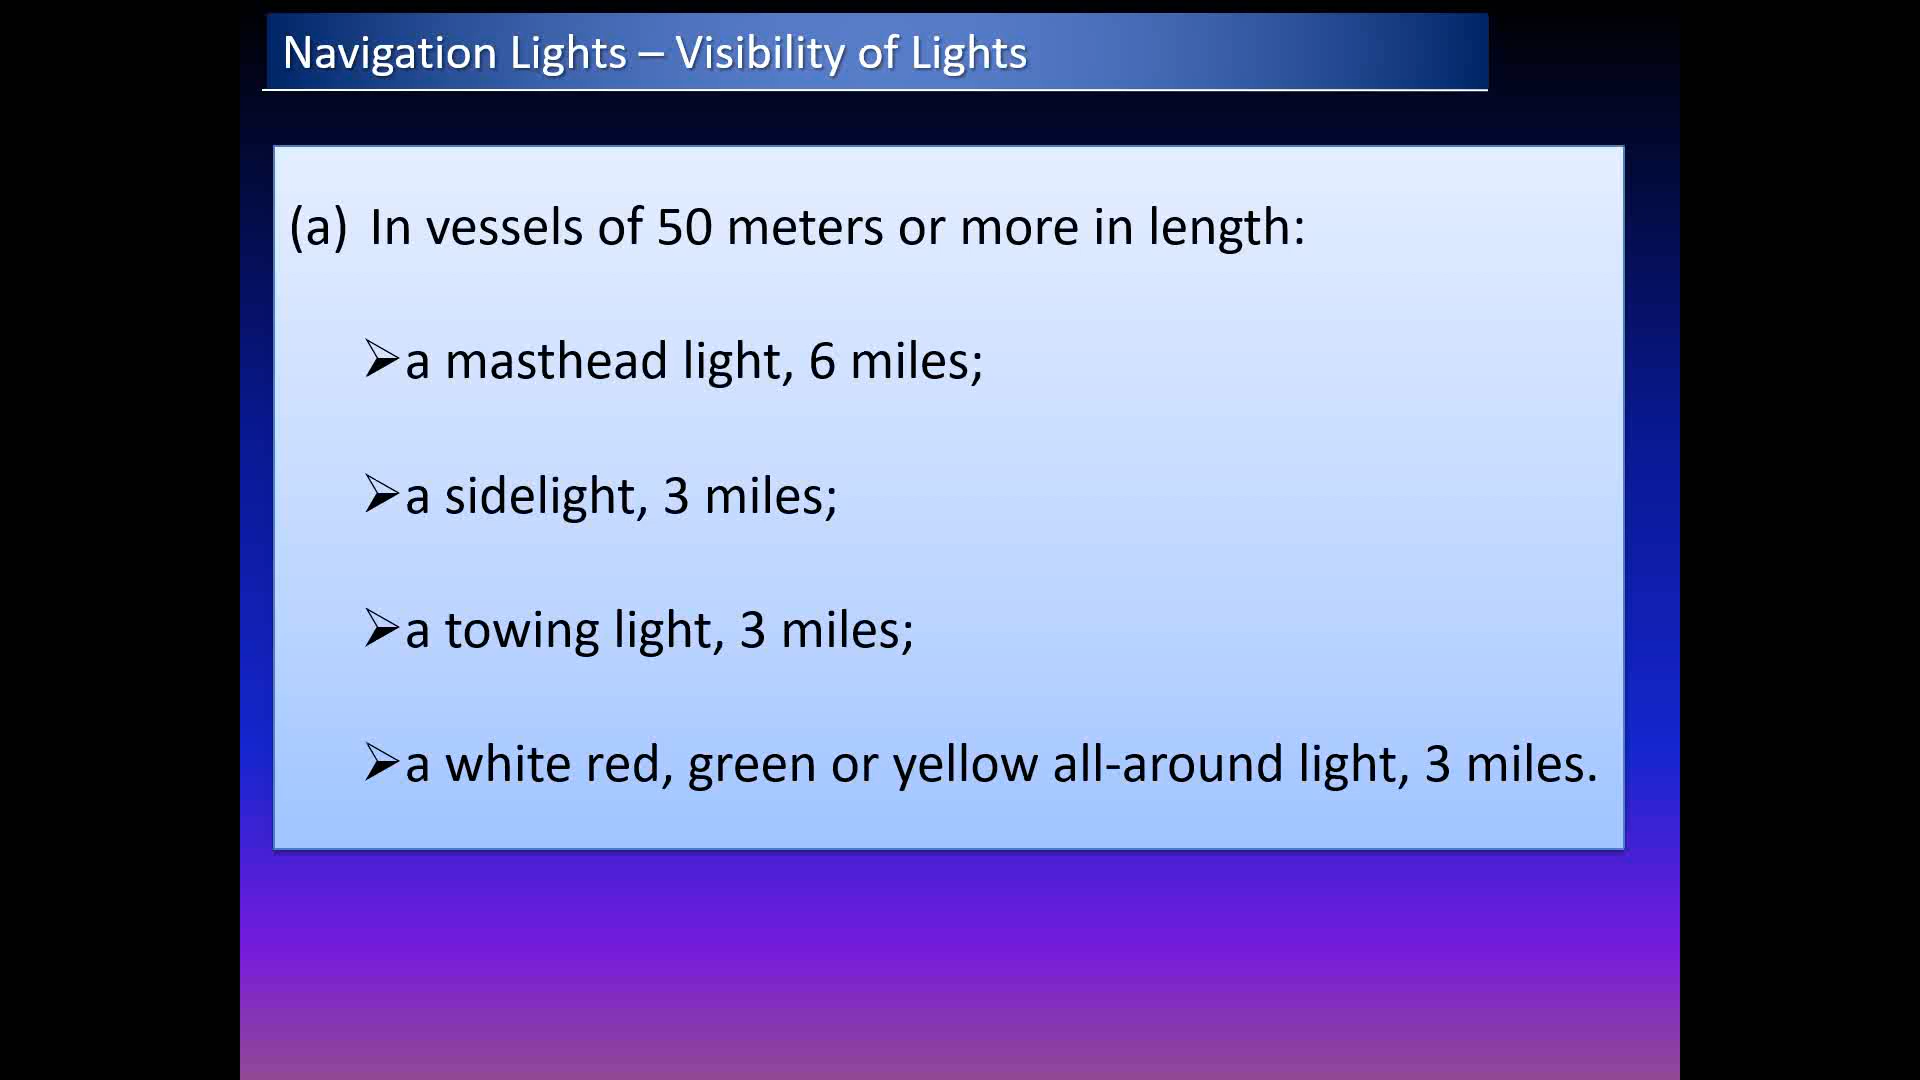 Navigation Lights – Visibility of Lights
(a) In vessels of 50 meters or more in length:
➢a masthead light, 6 miles;
➢a sidelight, 3 miles;
➢a towing light, 3 miles;
➢a white red, green or yellow all-around light, 3 miles.